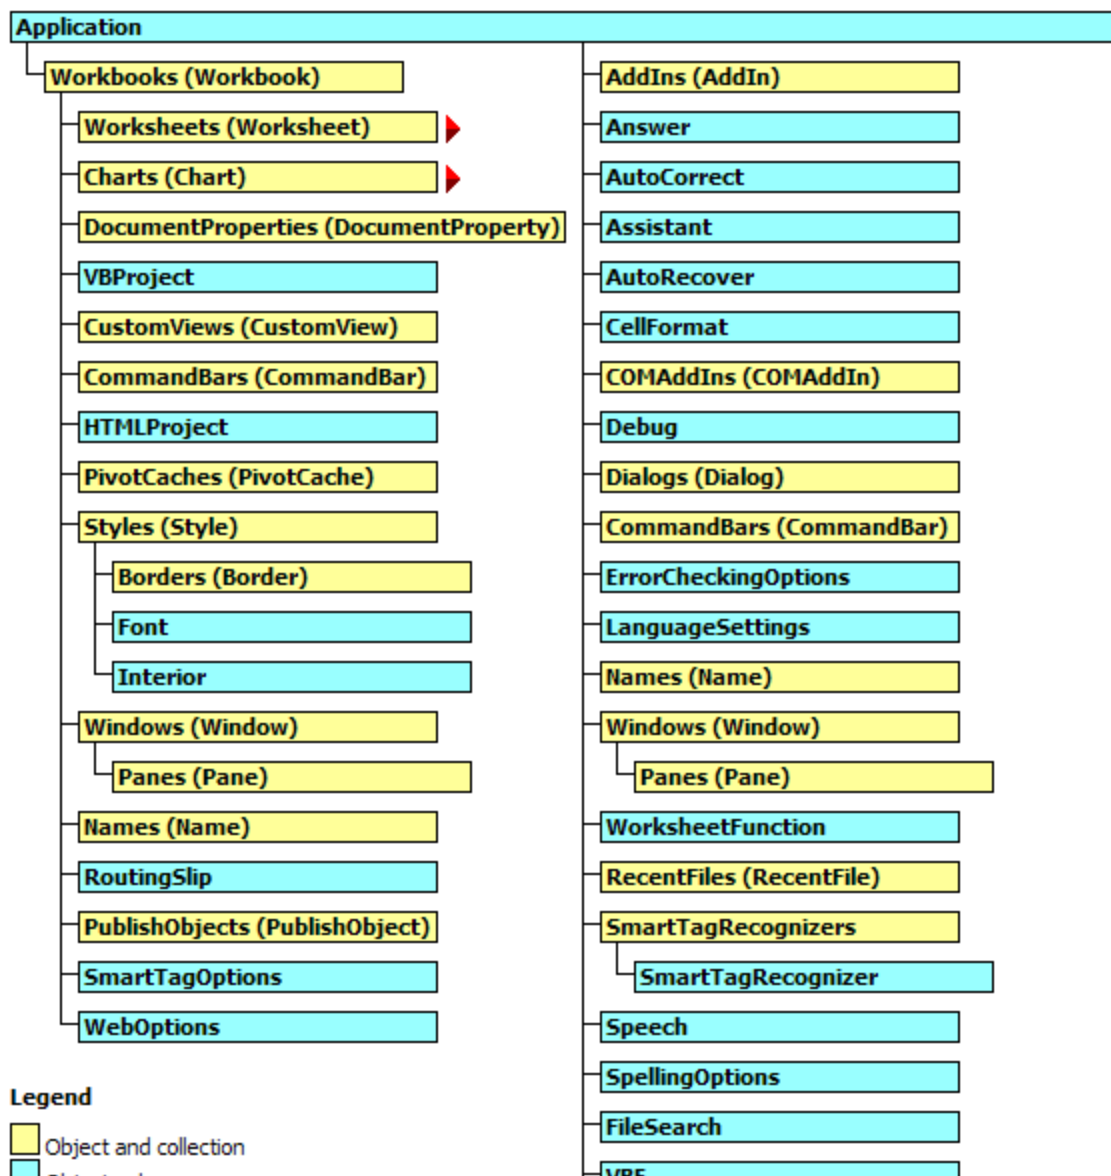 Application
Workbooks (Workbook)
Worksheets (Worksheet)
Charts (Chart)
DocumentProperties (DocumentProperty)
VBProject
CustomViews (CustomView)
CommandBars (CommandBar)
HTMLProject
PivotCaches (PivotCache)
Styles (Style)
Borders (Border)
Font
Interior
Windows (Window)
Panes (Pane)
Names (Name)
RoutingSlip
PublishObjects (PublishObject)
SmartTagOptions
WebOptions
AddIns (AddIn)
Answer
AutoCorrect
Assistant
AutoRecover
CellFormat
COMAddIns (COMAddIn)
Debug
Dialogs (Dialog)
CommandBars (CommandBar)
ErrorCheckingOptions
LanguageSettings
Names (Name)
Windows (Window)
Panes (Pane)
WorksheetFunction
RecentFiles (RecentFile)
SmartTagRecognizers
SmartTagRecognizer
Speech
SpellingOptions
FileSearch
Legend
Object and collection